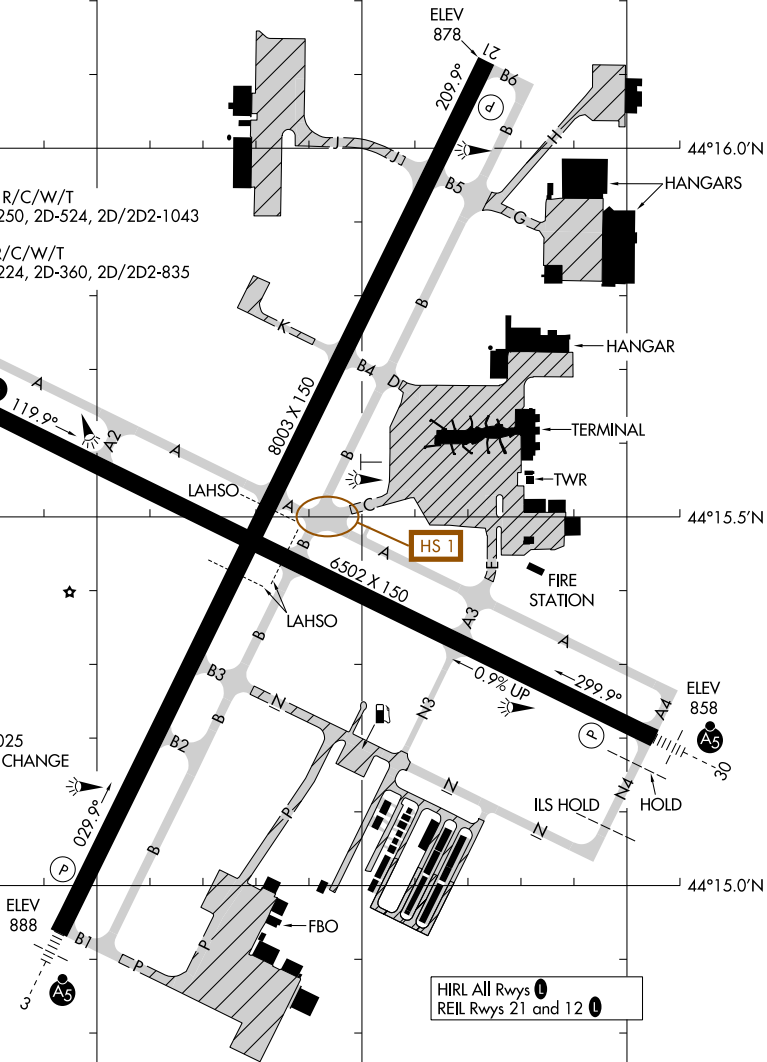 ELEV
878
21
B6
209.9°
P
B
H
44°16.0'N
J
J1
B5
HANGARS
R/C/W/T
250, 2D-524, 2D/2D2-1043
G
R/C/W/T
224, 2D-360, 2D/2D2-835
B
K
HANGAR
B4
D
A
119.9°
8003 X 150
A2
A
TERMINAL
B
TWR
LAHSO
A
C
44°15.5'N
B
HS 1
A
6502 X 150
E
FIRE
STATION
LAHSO
A3
B
A
B3
0.9% UP
299.9°
N
N3
A4
ELEV
858
B
P
A5
025
CHANGE
B2
30
N
N4
ILS HOLD
HOLD
029.9°
P
N
B
P
44°15.0'N
ELEV
888
FBO
B1
P
P
A5
3
HIRL All Rwys L
REIL Rwys 21 and 12 L